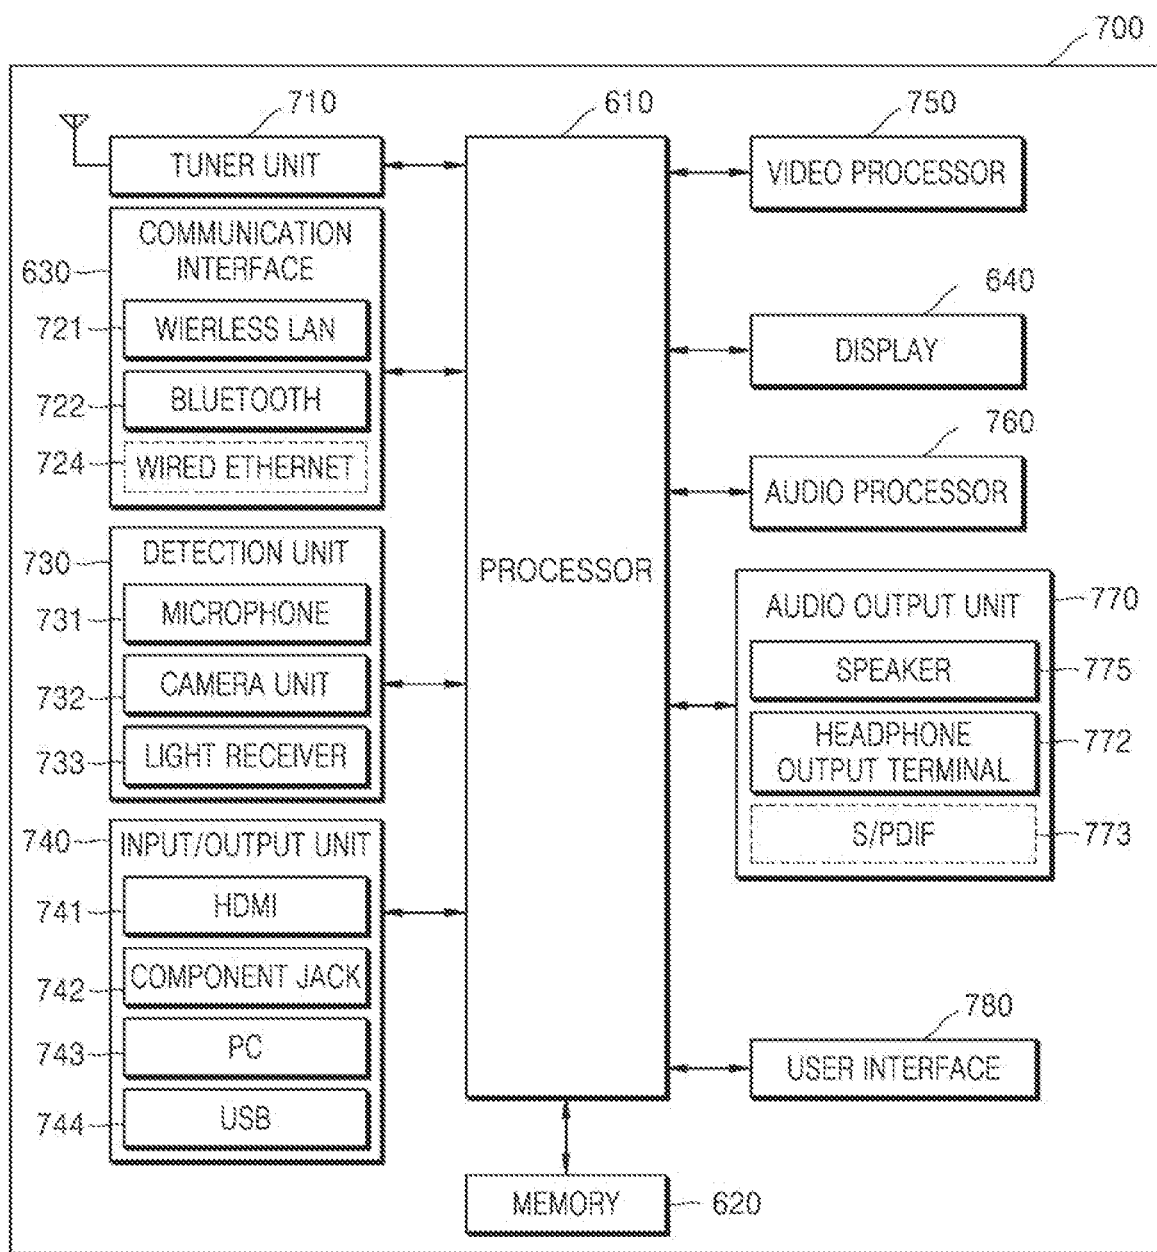 700
710
TUNER UNIT
630
COMMUNICATION
INTERFACE
721
WIERLESS LAN
722
BLUETOOTH
724
WIRED ETHERNET
730
DETECTION UNIT
731
MICROPHONE
732
CAMERA UNIT
733
LIGHT RECEIVER
740
INPUT/OUTPUT UNIT
741
HDMI
742
COMPONENT JACK
743
PC
744
USB
610
PROCESSOR
MEMORY
620
750
VIDEO PROCESSOR
640
DISPLAY
760
AUDIO PROCESSOR
AUDIO OUTPUT UNIT
770
SPEAKER
775
HEADPHONE
OUTPUT TERMINAL
772
S/PDIF
773
780
USER INTERFACE